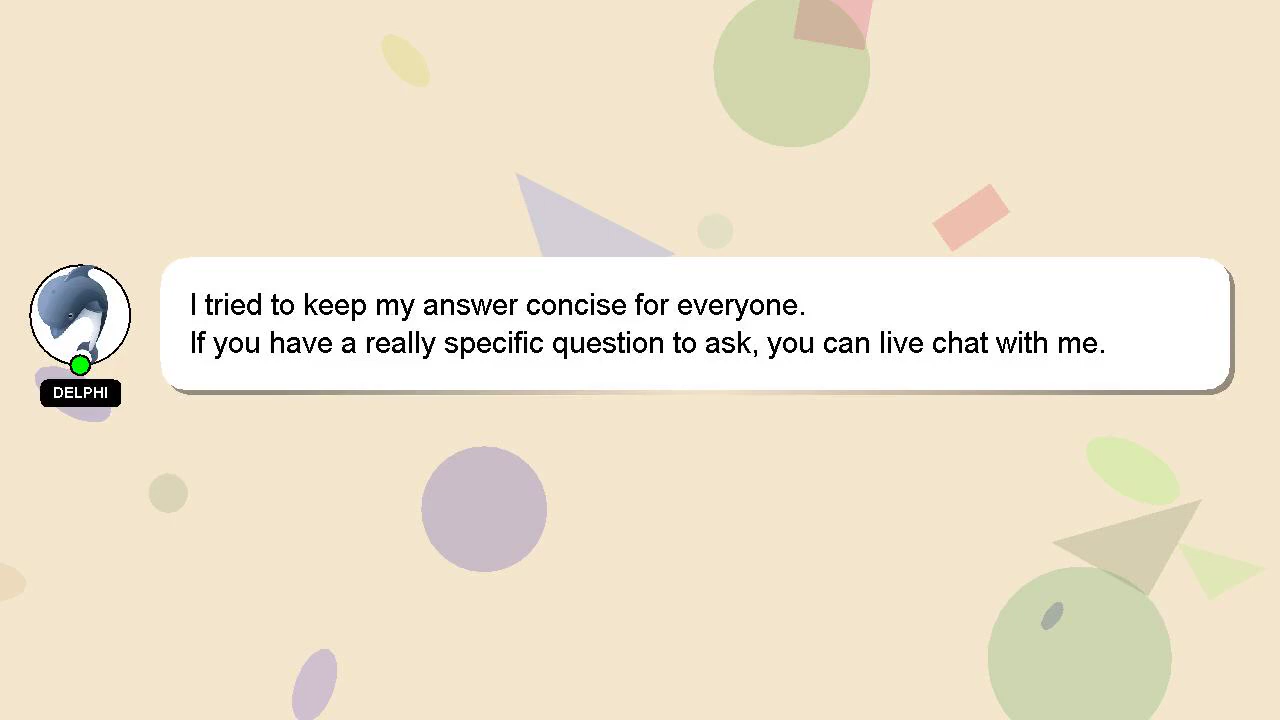 I tried to keep my answer concise for everyone.
If you have a really specific question to ask, you can live chat with me.
DELPHI